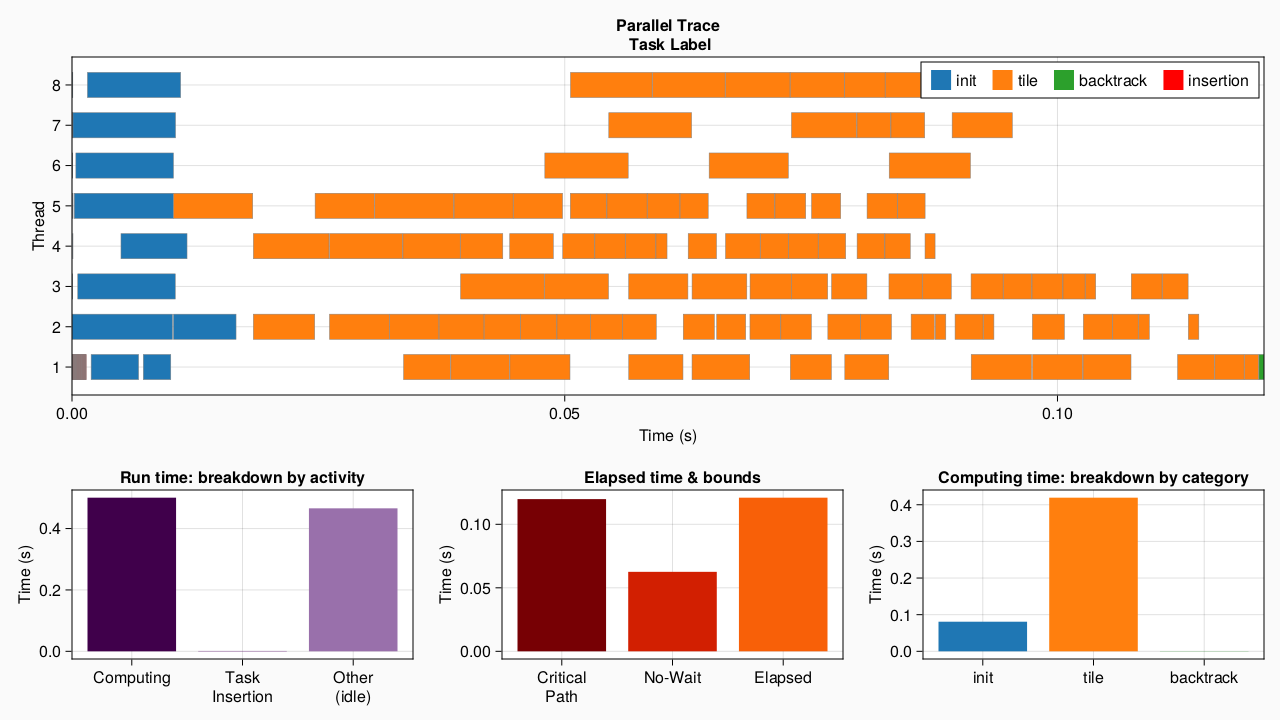 Parallel Trace
Task Label
init tile backtrack insertion
Thread
8
7
6
5
4
3
2
1
0.00 0.05 0.10
Time (s)
Run time: breakdown by activity
Time (s)
0.4
0.2
0.0
Computing Task Insertion Other (idle)
Elapsed time & bounds
Time (s)
0.10
0.05
0.00
Critical Path No-Wait Elapsed
Computing time: breakdown by category
Time (s)
0.4
0.3
0.2
0.1
0.0
init tile backtrack